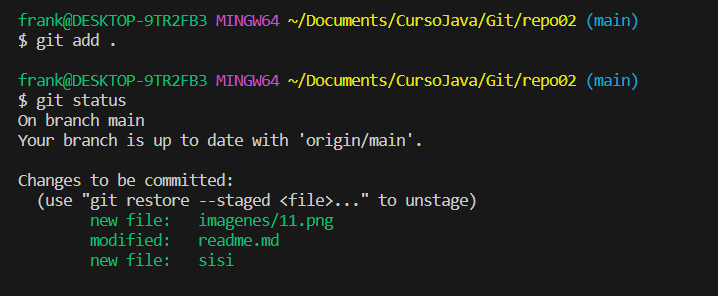 frank@DESKTOP-9TR2FB3 MINGW64 ~/Documents/CursoJava/Git/repo02 (main)
$ git add .
frank@DESKTOP-9TR2FB3 MINGW64 ~/Documents/CursoJava/Git/repo02 (main)
$ git status
On branch main
Your branch is up to date with 'origin/main'.
Changes to be committed:
(use "git restore --staged <file>..." to unstage)
new file: imagenes/11.png
modified: readme.md
new file: sisi